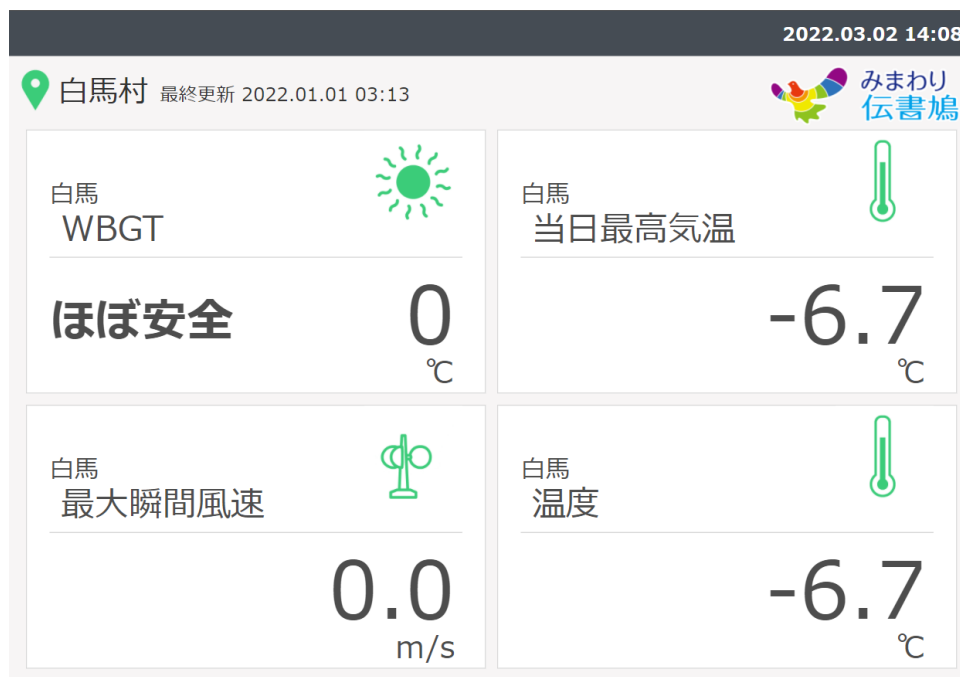 2022.03.02 14:08
白馬村 最終更新 2022.01.01 03:13
みまわり
伝書鳩
白馬
WBGT
ほぼ安全
0
℃
白馬
当日最高気温
-6.7
℃
白馬
最大瞬間風速
0.0
m/s
白馬
温度
-6.7
℃